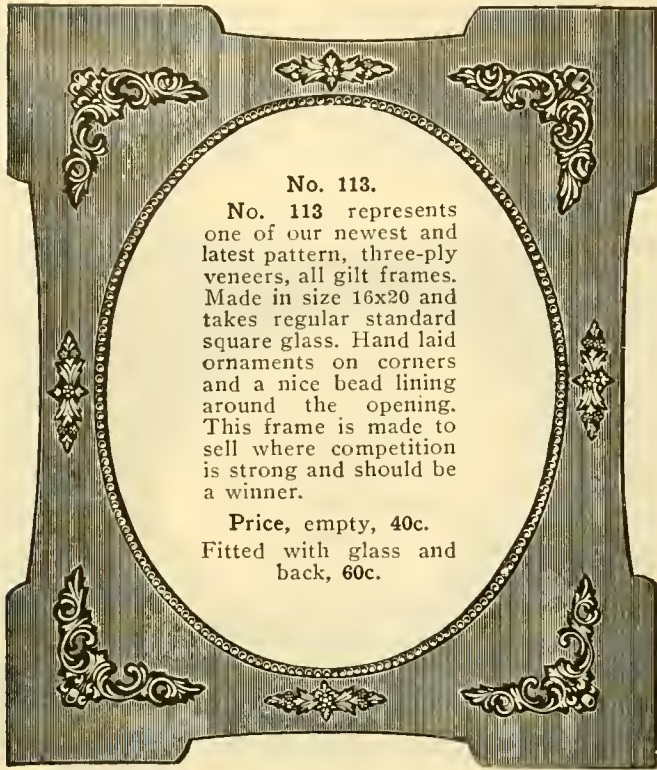 No. 113.
No. 113 represents
one of our newest and
latest pattern, three-ply
veneers, all gilt frames.
Made in size 16x20 and
takes regular standard
square glass. Hand laid
ornaments on corners
and a nice bead lining
around the opening.
This frame is made to
sell where competition
is strong and should be
a winner.
Price, empty, 40c.
Fitted with glass and
back, 60c.